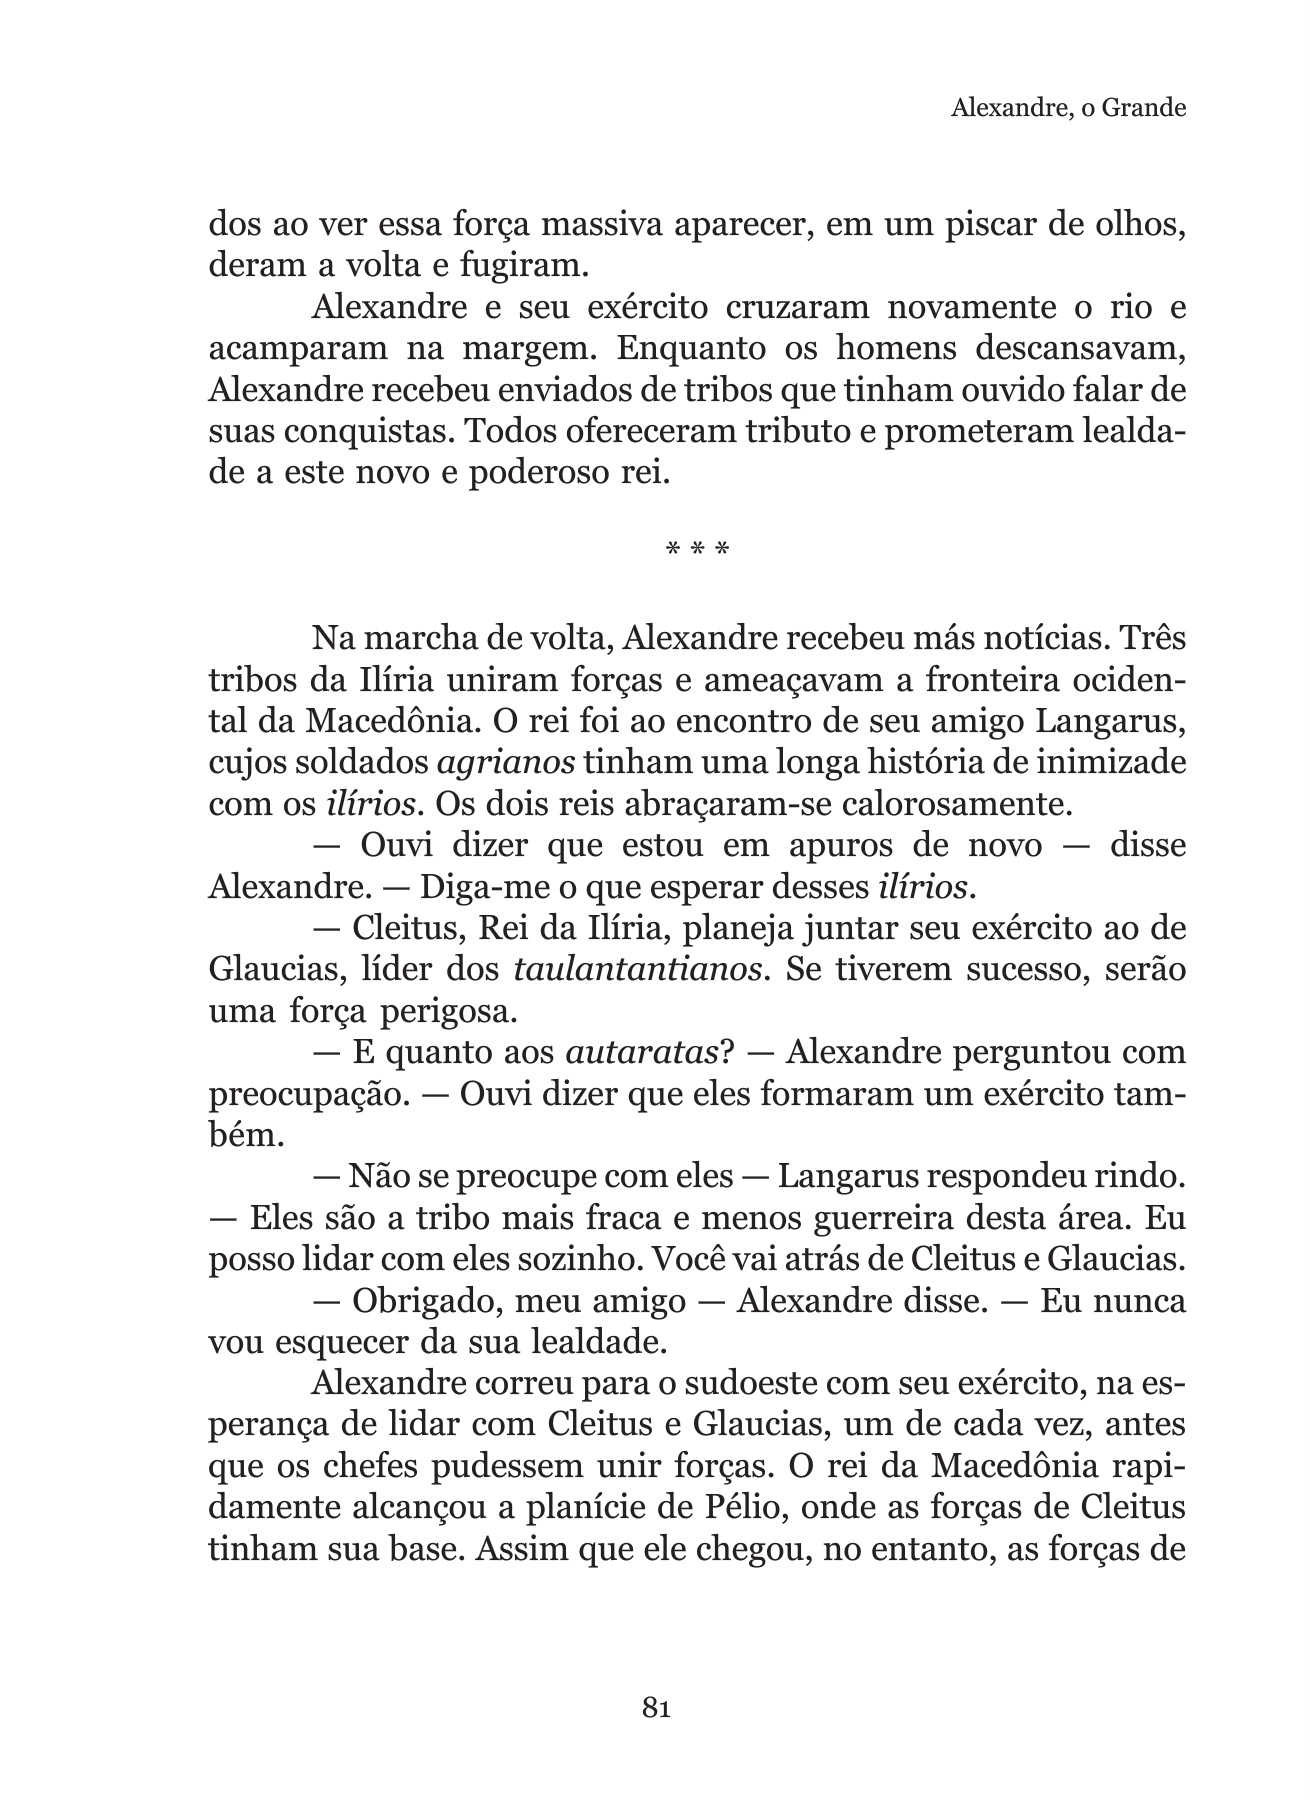 Alexandre, o Grande
dos ao ver essa força massiva aparecer, em um piscar de olhos,
deram a volta e fugiram.
Alexandre e seu exército cruzaram novamente o rio e
acamparam na margem. Enquanto os homens descansavam,
Alexandre recebeu enviados de tribos que tinham ouvido falar de
suas conquistas. Todos ofereceram tributo e prometeram lealda-
de a este novo e poderoso rei.
* * *
Na marcha de volta, Alexandre recebeu más notícias. Três
tribos da Ilíria uniram forças e ameaçavam a fronteira ociden-
tal da Macedônia. O rei foi ao encontro de seu amigo Langarus,
cujos soldados agrianos tinham uma longa história de inimizade
com os ilírios. Os dois reis abraçaram-se calorosamente.
— Ouvi dizer que estou em apuros de novo — disse
Alexandre. — Diga-me o que esperar desses ilírios.
— Cleitus, Rei da Ilíria, planeja juntar seu exército ao de
Glaucias, líder dos taulantantianos. Se tiverem sucesso, serão
uma força perigosa.
— E quanto aos autaratas? — Alexandre perguntou com
preocupação. — Ouvi dizer que eles formaram um exército tam-
bém.
— Não se preocupe com eles — Langarus respondeu rindo.
— Eles são a tribo mais fraca e menos guerreira desta área. Eu
posso lidar com eles sozinho. Você vai atrás de Cleitus e Glaucias.
— Obrigado, meu amigo — Alexandre disse. — Eu nunca
vou esquecer da sua lealdade.
Alexandre correu para o sudoeste com seu exército, na es-
perança de lidar com Cleitus e Glaucias, um de cada vez, antes
que os chefes pudessem unir forças. O rei da Macedônia rapi-
damente alcançou a planície de Pélio, onde as forças de Cleitus
tinham sua base. Assim que ele chegou, no entanto, as forças de
81